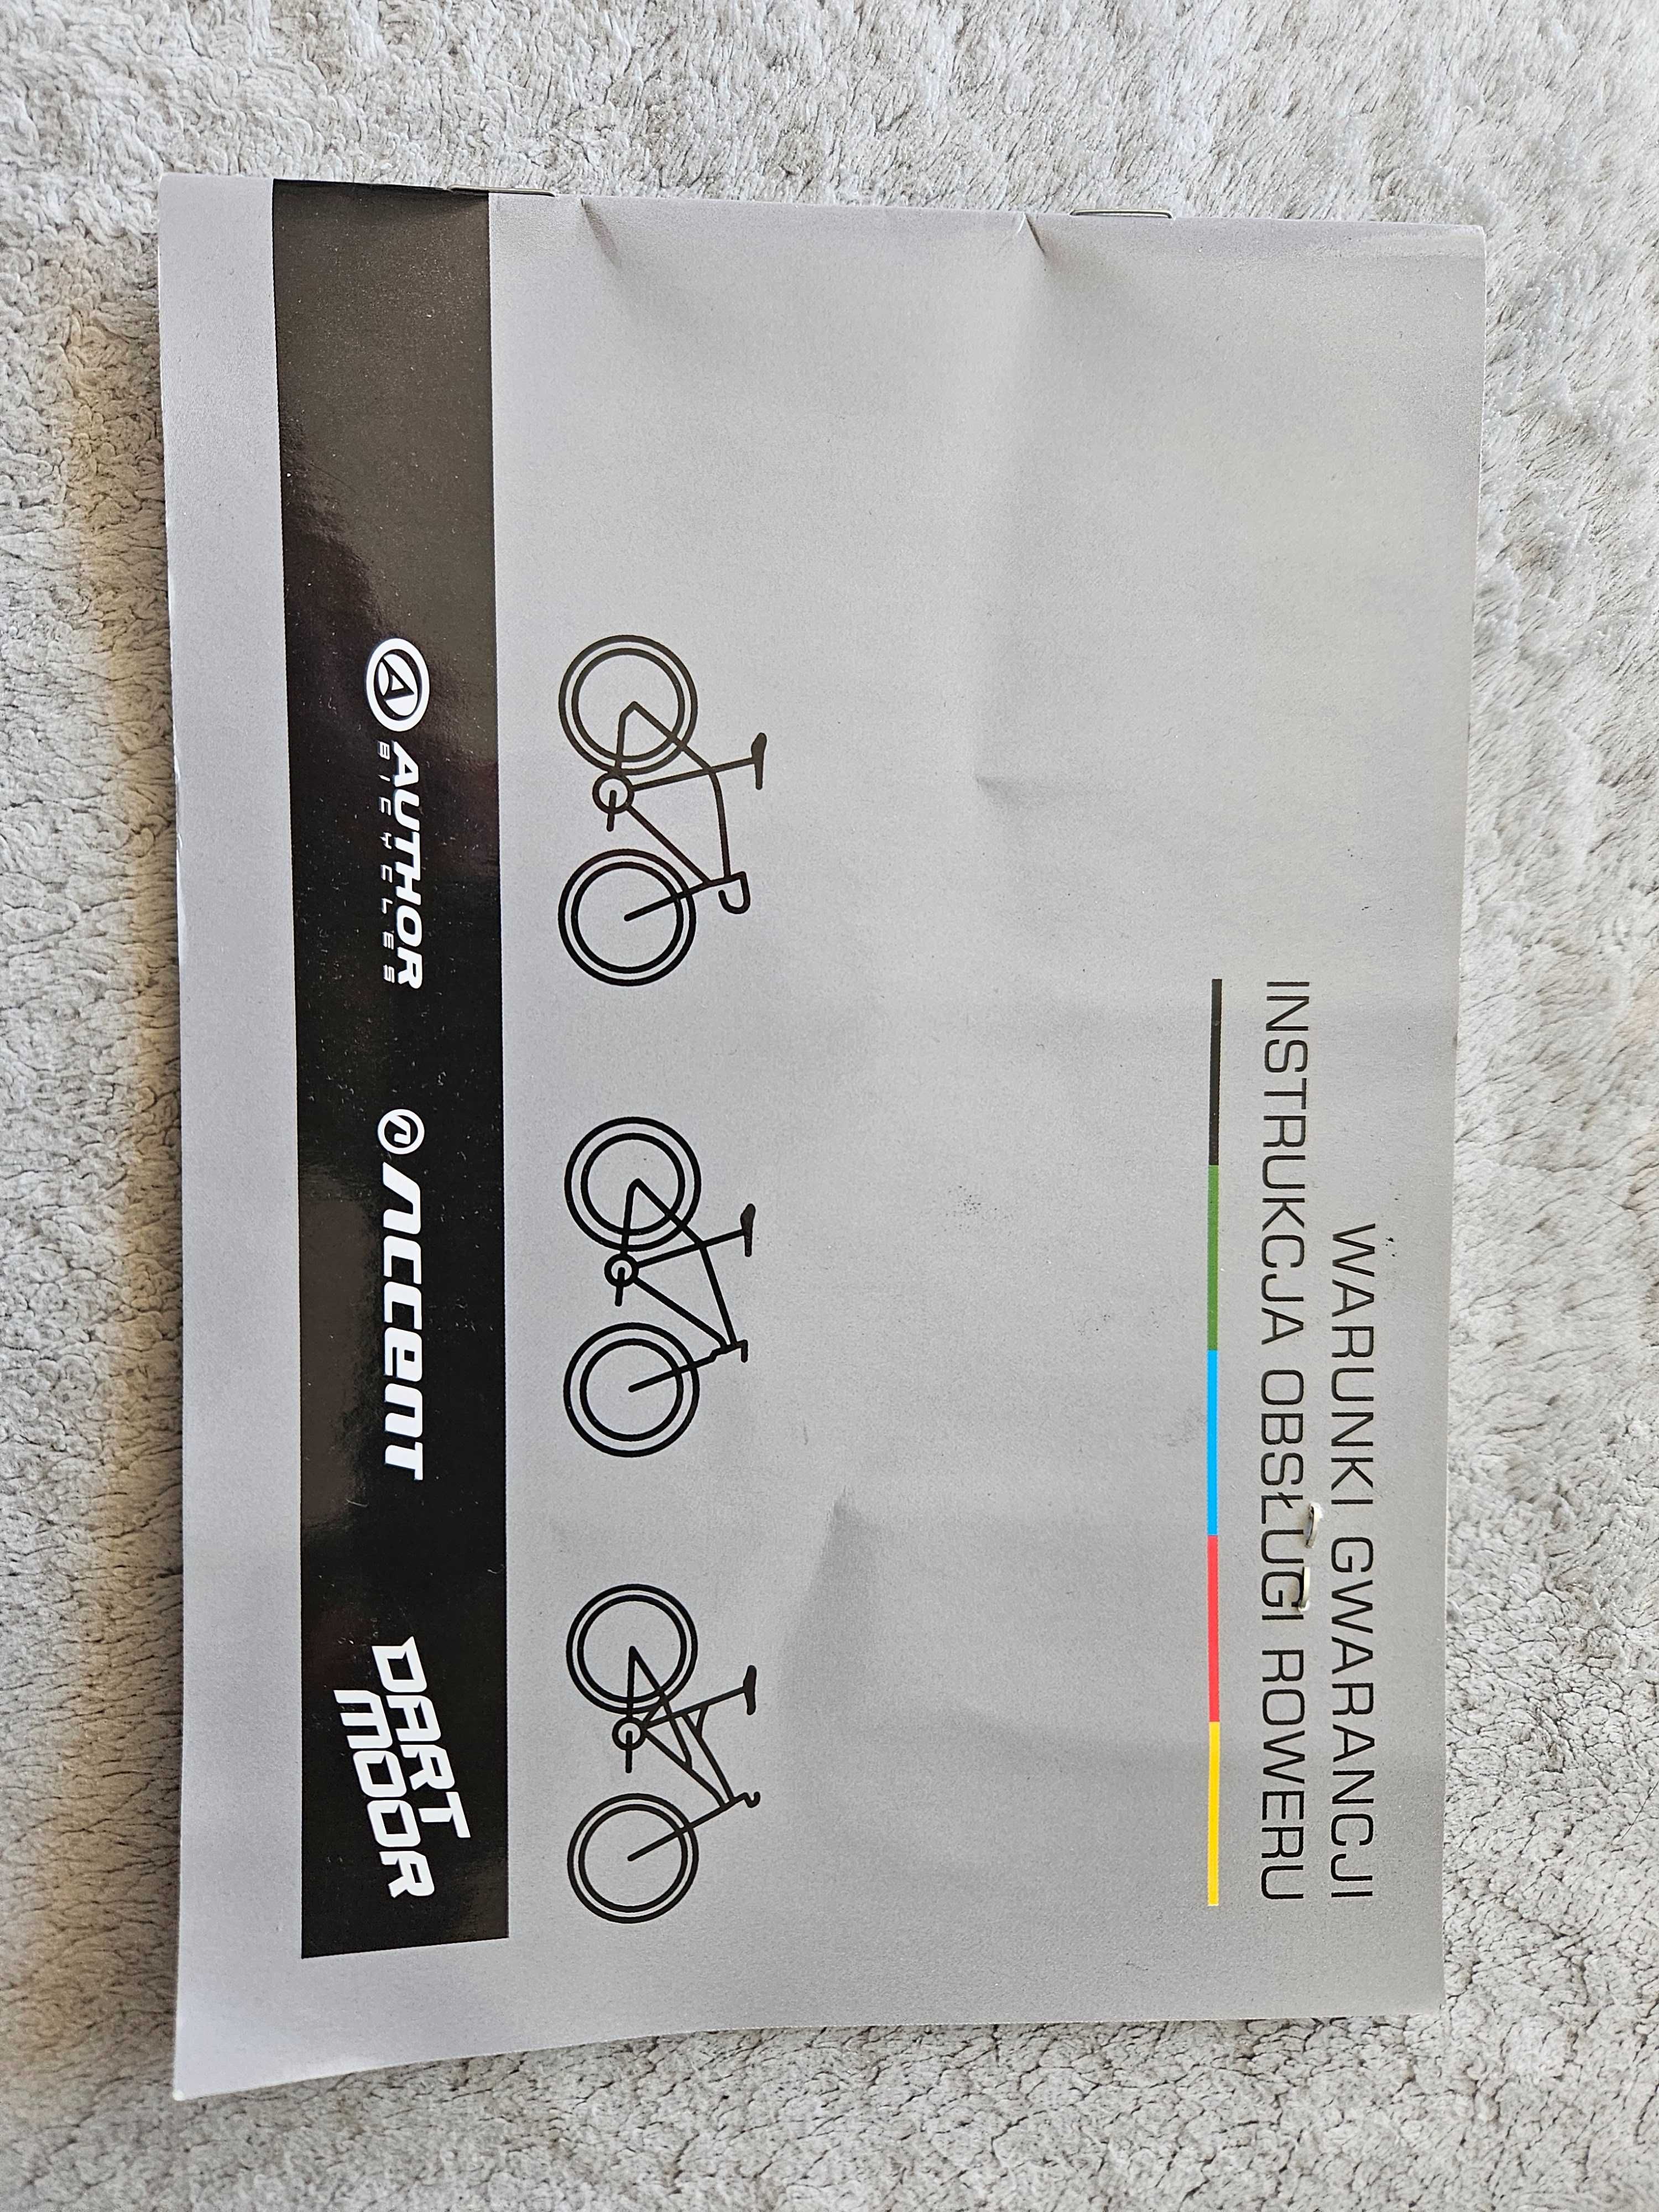 WARUNKI GWARANCJI
INSTRUKCJA OBSŁUGI ROWERU
AUTHOR
BICYCLES
ACCENT
DART
MOOR